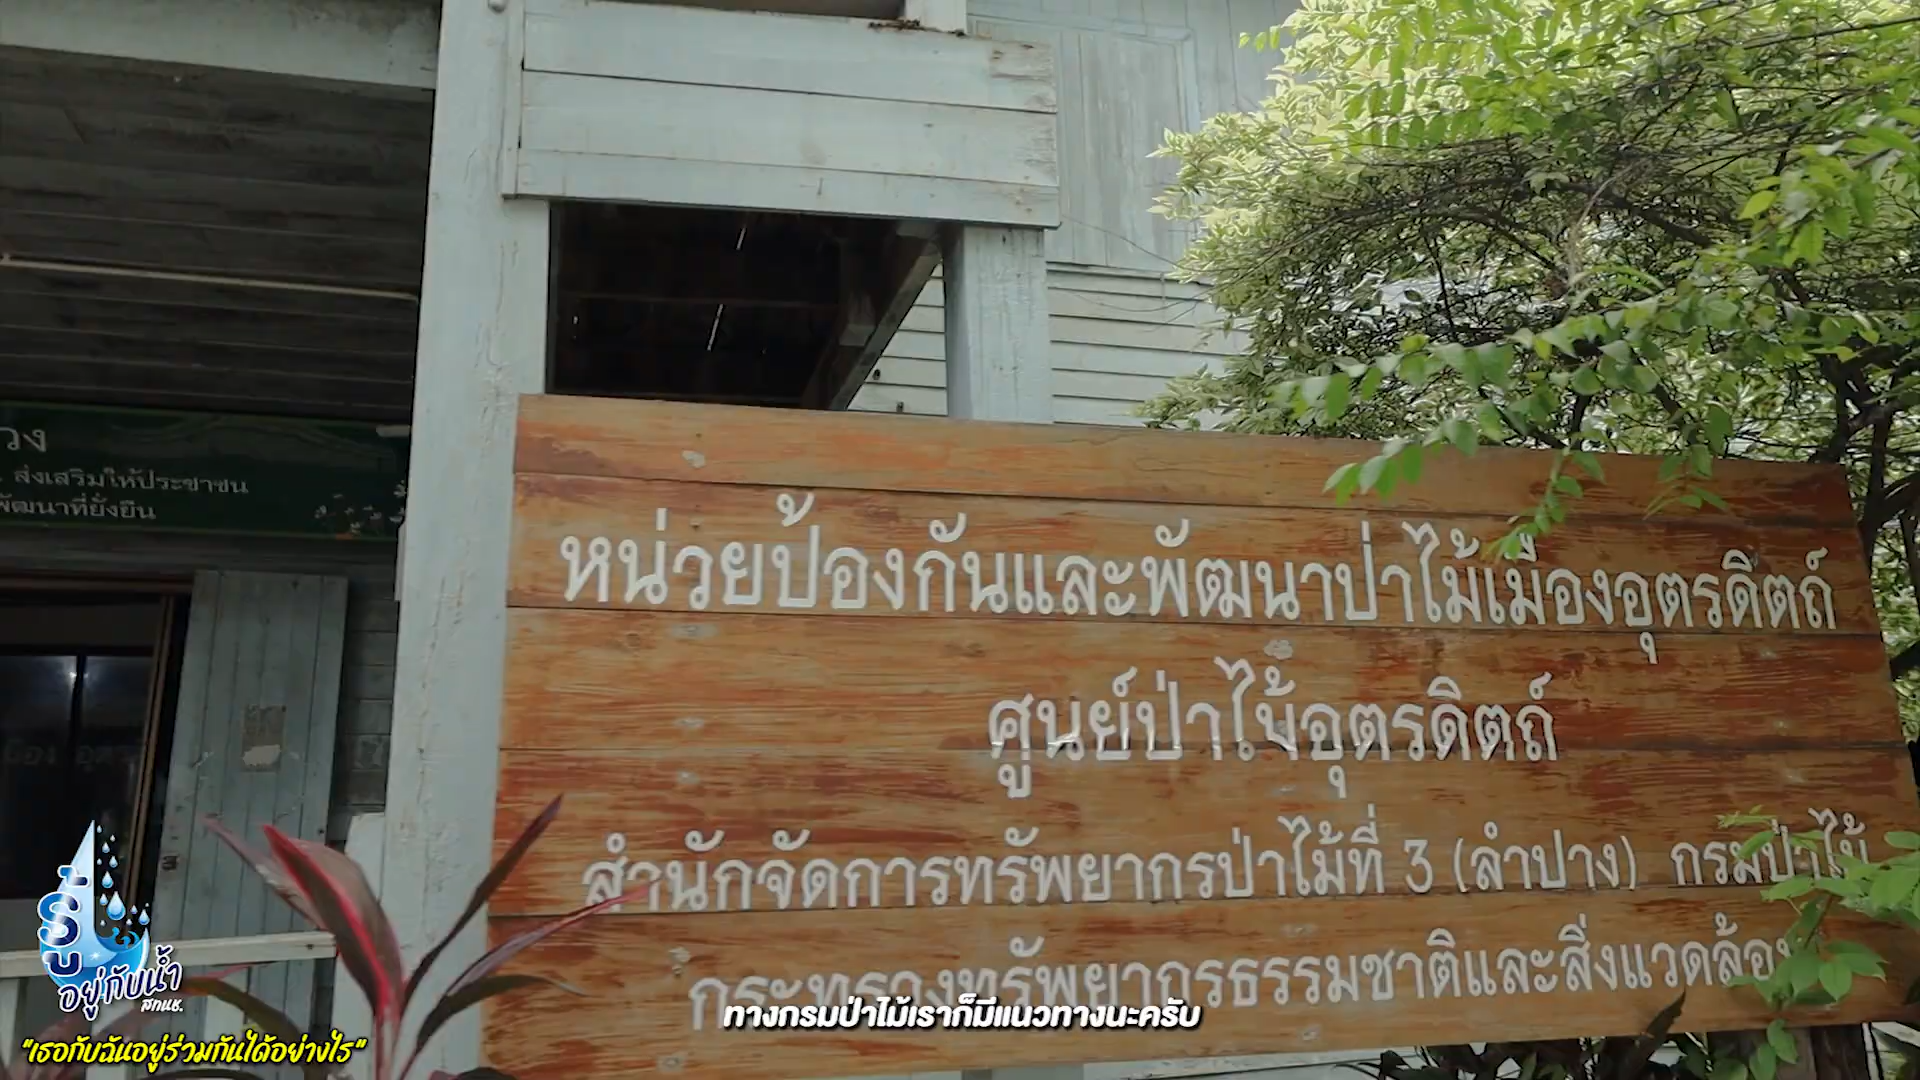 วง
ส่งเสริมให้ประชาชน
พัฒนาที่ยั่งยืน
หน่วยป้องกันและพัฒนาป่าไม้เมืองอุตรดิตถ์
ศูนย์ป่าไม้อุตรดิตถ์
สำนักจัดการทรัพยากรป่าไม้ที่ 3 (ลำปาง) กรมป่าไม้
กระทรวงทรัพยากรธรรมชาติและสิ่งแวดล้อม
ทางกรมป่าไม้เราก็มีแนวทางนะครับ
รู้
อยู่กับน้ำ
สทนช.
"เธอกับฉันอยู่ร่วมกันได้อย่างไร"